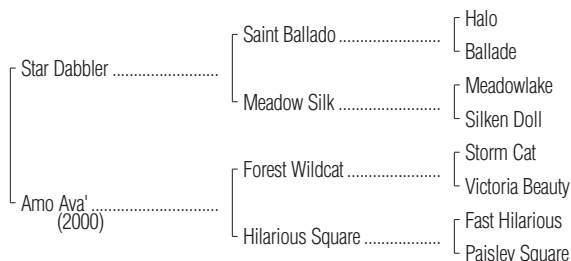 Halo
Saint Ballado
Ballade
Star Dabbler
Meadowlake
Meadow Silk
Silken Doll
Storm Cat
Forest Wildcat
Victoria Beauty
Amo Ava'
(2000)
Fast Hilarious
Hilarious Square
Paisley Square